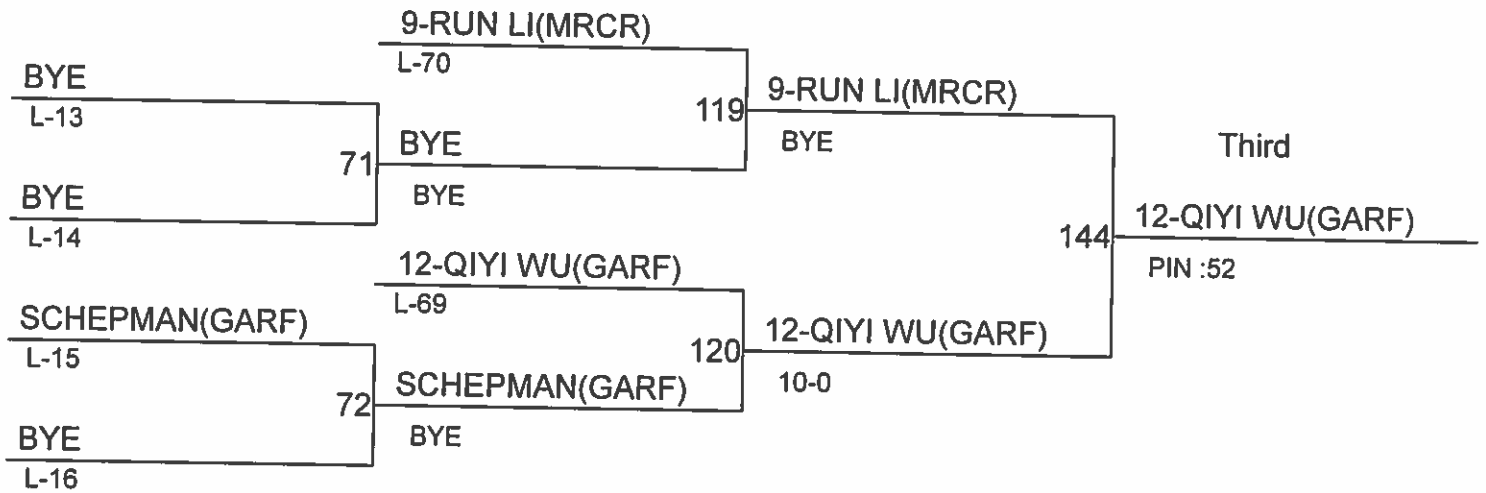 9-RUN LI(MRCR)
L-70
BYE
L-13
119
9-RUN LI(MRCR)
BYE
71
BYE
BYE
Third
BYE
L-14
144
12-QIYI WU(GARF)
PIN :52
12-QIYI WU(GARF)
L-69
SCHEPMAN(GARF)
L-15
120
12-QIYI WU(GARF)
10-0
72
SCHEPMAN(GARF)
BYE
BYE
L-16